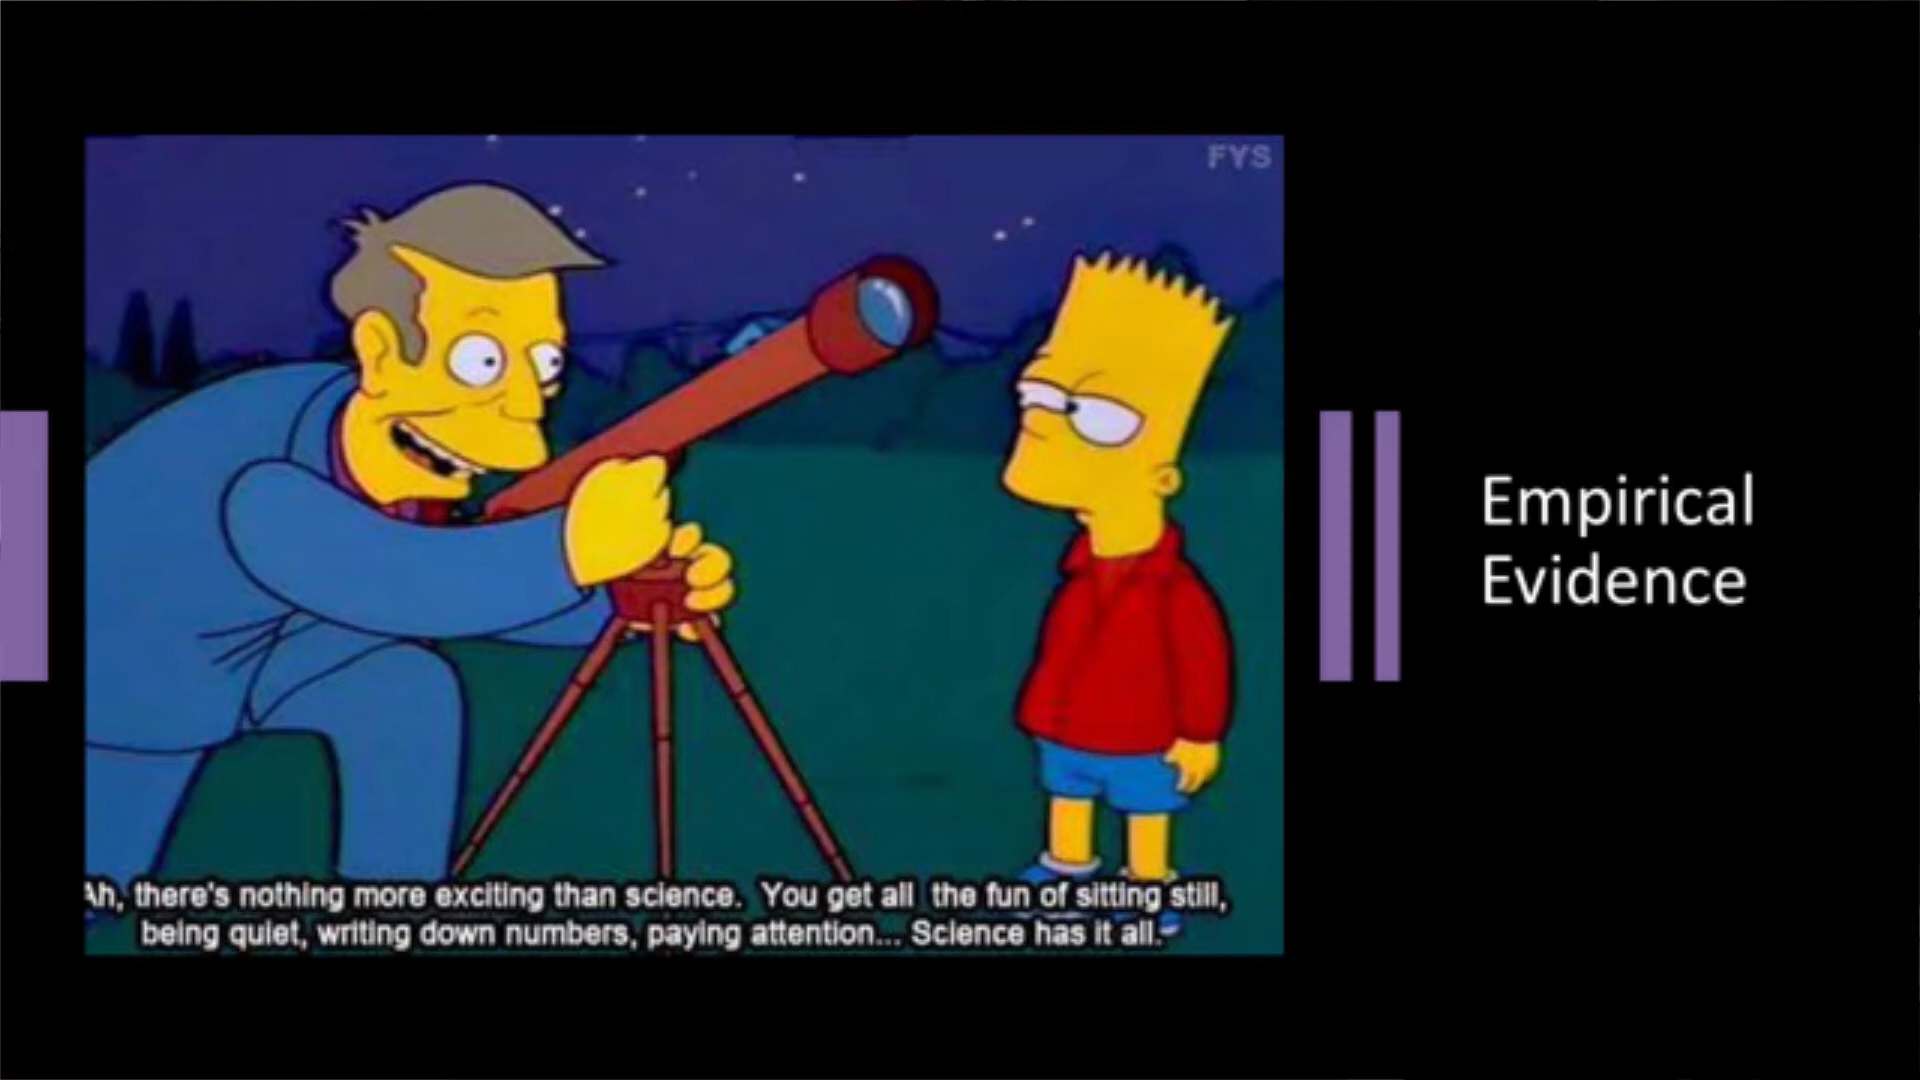 FYS
Ah, there's nothing more exciting than science. You get all the fun of sitting still,
being quiet, writing down numbers, paying attention... Science has it all.
Empirical
Evidence